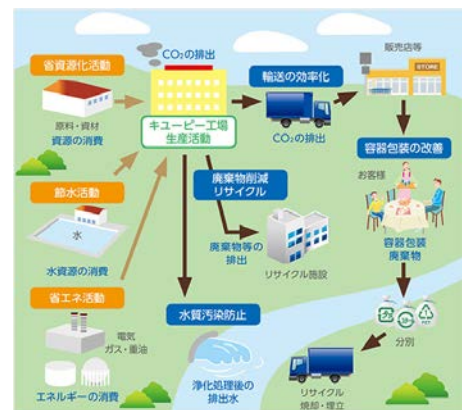 省資源化活動
原料・資材
資源の消費
CO₂の排出
キユーピー工場
生産活動
輸送の効率化
CO₂の排出
販売店等
STORE
節水活動
水
水資源の消費
廃棄物削減
リサイクル
廃棄物等の
排出
リサイクル施設
容器包装の改善
お客様
容器包装
廃棄物
省エネ活動
電気
ガス・重油
エネルギーの消費
水質汚染防止
浄化処理後の
排出水
分別
リサイクル
焼却・埋立